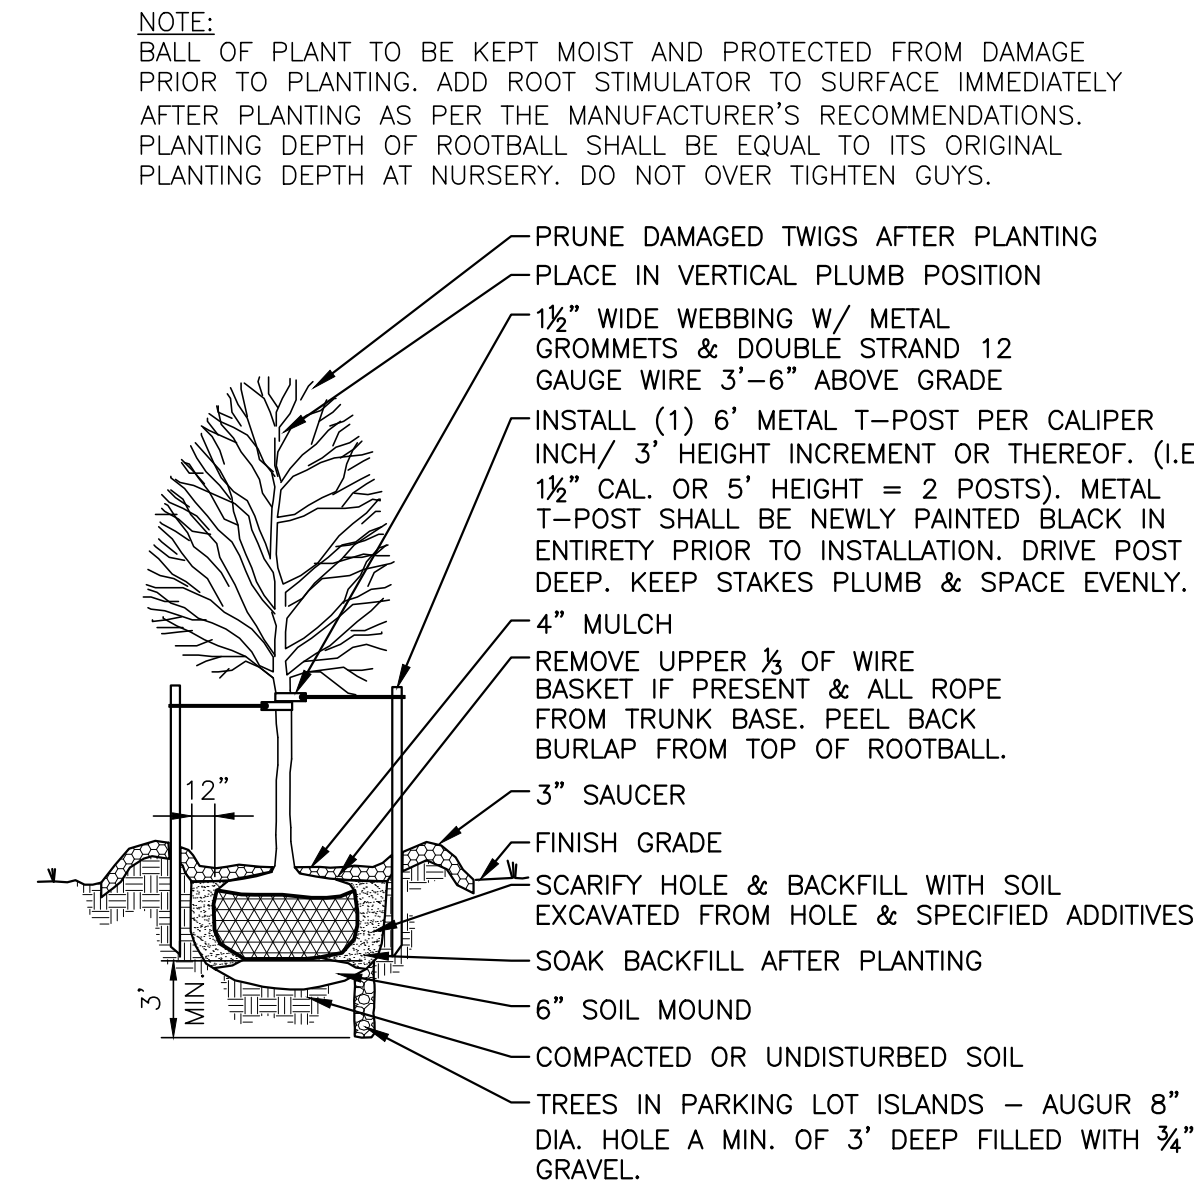 NOTE:
BALL OF PLANT TO BE KEPT MOIST AND PROTECTED FROM DAMAGE
PRIOR TO PLANTING. ADD ROOT STIMULATOR TO SURFACE IMMEDIATELY
AFTER PLANTING AS PER THE MANUFACTURER'S RECOMMENDATIONS.
PLANTING DEPTH OF ROOTBALL SHALL BE EQUAL TO ITS ORIGINAL
PLANTING DEPTH AT NURSERY. DO NOT OVER TIGHTEN GUYS.
PRUNE DAMAGED TWIGS AFTER PLANTING
PLACE IN VERTICAL PLUMB POSITION
1½" WIDE WEBBING W/ METAL
GROMMETS & DOUBLE STRAND 12
GAUGE WIRE 3'-6" ABOVE GRADE
INSTALL (1) 6' METAL T-POST PER CALIPER
INCH/ 3' HEIGHT INCREMENT OR THEREOF. (I.E
1½" CAL. OR 5' HEIGHT = 2 POSTS). METAL
T-POST SHALL BE NEWLY PAINTED BLACK IN
ENTIRETY PRIOR TO INSTALLATION. DRIVE POST
DEEP. KEEP STAKES PLUMB & SPACE EVENLY.
4" MULCH
REMOVE UPPER ⅓ OF WIRE
BASKET IF PRESENT & ALL ROPE
FROM TRUNK BASE. PEEL BACK
BURLAP FROM TOP OF ROOTBALL.
12"
3" SAUCER
FINISH GRADE
SCARIFY HOLE & BACKFILL WITH SOIL
EXCAVATED FROM HOLE & SPECIFIED ADDITIVES
SOAK BACKFILL AFTER PLANTING
3'
MIN.
6" SOIL MOUND
COMPACTED OR UNDISTURBED SOIL
TREES IN PARKING LOT ISLANDS - AUGUR 8"
DIA. HOLE A MIN. OF 3' DEEP FILLED WITH ¾"
GRAVEL.